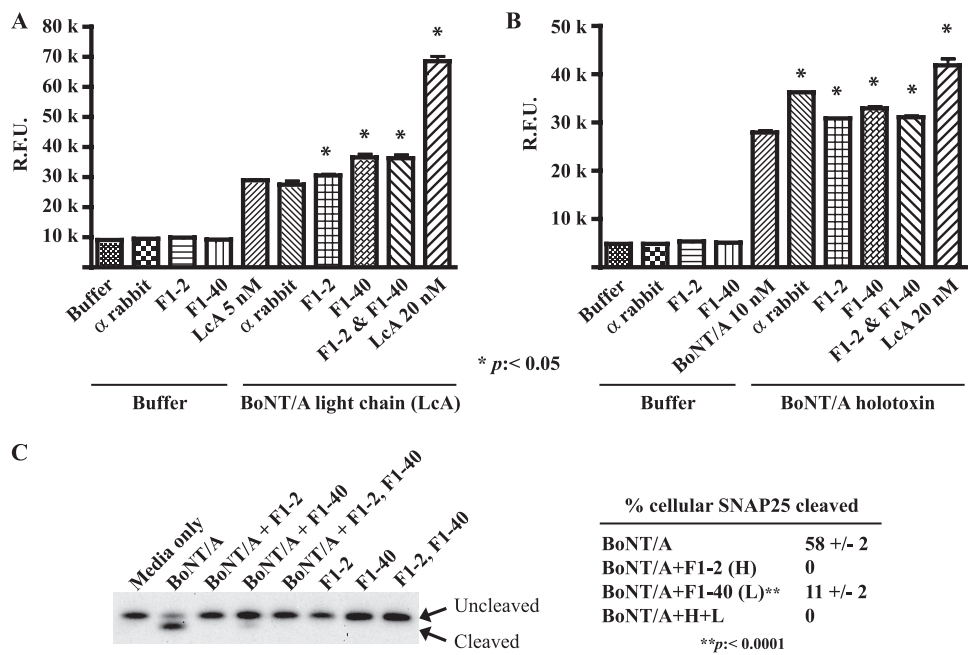 A
80 k
70 k
60 k
50 k
40 k
30 k
20 k
10 k
R.F.U.
*
*
*
*
Buffer
α rabbit
F1-2
F1-40
LcA 5 nM
α rabbit
F1-2
F1-40
F1-2 & F1-40
LcA 20 nM
Buffer
BoNT/A light chain (LcA)
* p:< 0.05
B
50 k
40 k
30 k
20 k
10 k
R.F.U.
*
*
*
*
*
Buffer
α rabbit
F1-2
F1-40
BoNT/A 10 nM
α rabbit
F1-2
F1-40
F1-2 & F1-40
LcA 20 nM
Buffer
BoNT/A holotoxin
C
Media only
BoNT/A
BoNT/A + F1-2
BoNT/A + F1-40
BoNT/A + F1-2, F1-40
F1-2
F1-40
F1-2, F1-40
Uncleaved
Cleaved
% cellular SNAP25 cleaved
BoNT/A 58 +/- 2
BoNT/A+F1-2 (H) 0
BoNT/A+F1-40 (L)** 11 +/- 2
BoNT/A+H+L 0
**p:< 0.0001